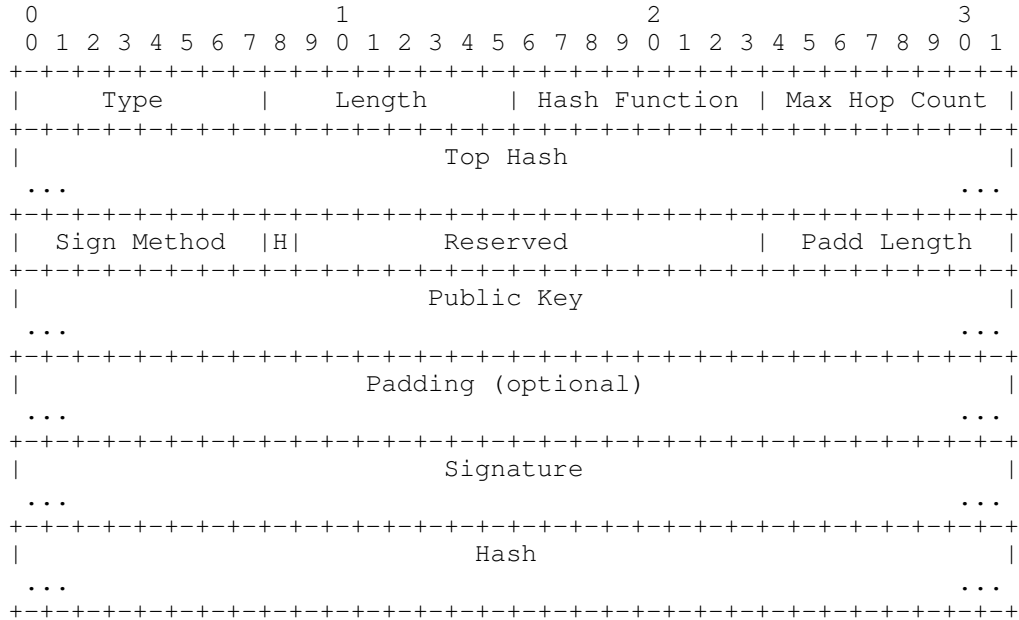 0                   1                   2                   3
 0 1 2 3 4 5 6 7 8 9 0 1 2 3 4 5 6 7 8 9 0 1 2 3 4 5 6 7 8 9 0 1
+-+-+-+-+-+-+-+-+-+-+-+-+-+-+-+-+-+-+-+-+-+-+-+-+-+-+-+-+-+-+-+-+
|     Type      |    Length     | Hash Function | Max Hop Count |
+-+-+-+-+-+-+-+-+-+-+-+-+-+-+-+-+-+-+-+-+-+-+-+-+-+-+-+-+-+-+-+-+
|                           Top Hash                            |
 ...                                                         ...
+-+-+-+-+-+-+-+-+-+-+-+-+-+-+-+-+-+-+-+-+-+-+-+-+-+-+-+-+-+-+-+-+
|  Sign Method  |H|         Reserved            |  Padd Length  |
+-+-+-+-+-+-+-+-+-+-+-+-+-+-+-+-+-+-+-+-+-+-+-+-+-+-+-+-+-+-+-+-+
|                          Public Key                           |
 ...                                                         ...
+-+-+-+-+-+-+-+-+-+-+-+-+-+-+-+-+-+-+-+-+-+-+-+-+-+-+-+-+-+-+-+-+
|                      Padding (optional)                       |
 ...                                                         ...
+-+-+-+-+-+-+-+-+-+-+-+-+-+-+-+-+-+-+-+-+-+-+-+-+-+-+-+-+-+-+-+-+
|                           Signature                           |
 ...                                                         ...
+-+-+-+-+-+-+-+-+-+-+-+-+-+-+-+-+-+-+-+-+-+-+-+-+-+-+-+-+-+-+-+-+
|                             Hash                              |
 ...                                                         ...
+-+-+-+-+-+-+-+-+-+-+-+-+-+-+-+-+-+-+-+-+-+-+-+-+-+-+-+-+-+-+-+-+